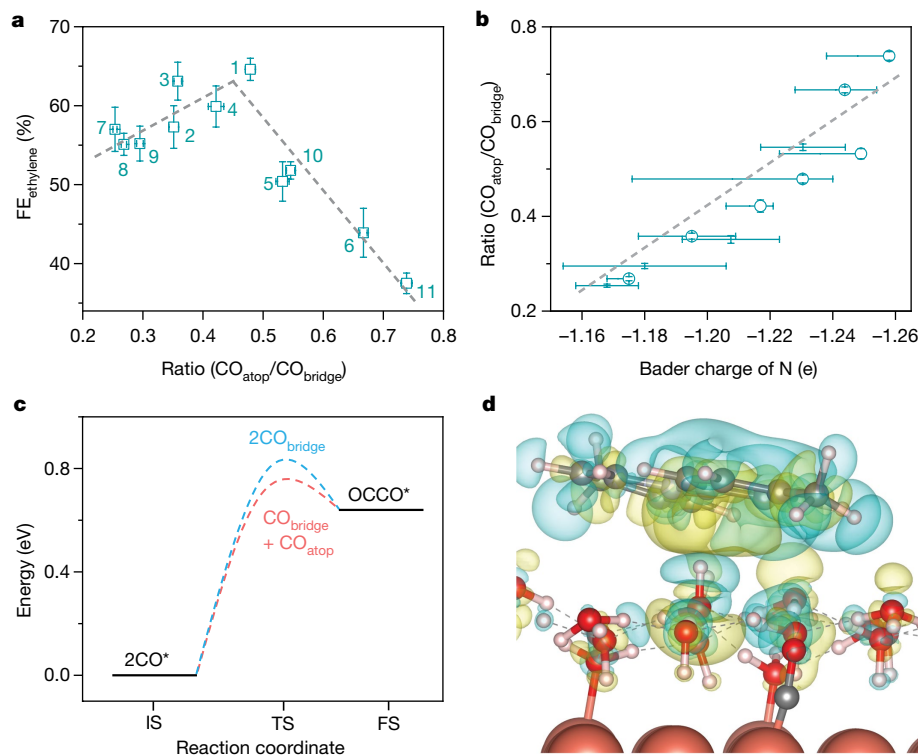 a
70
60
50
40
FE_ethylene (%)
1
2
3
4
5
6
7
8
9
10
11
0.2 0.3 0.4 0.5 0.6 0.7 0.8
Ratio (CO_atop/CO_bridge)
b
0.8
0.6
0.4
0.2
Ratio (CO_atop/CO_bridge)
−1.16 −1.18 −1.20 −1.22 −1.24 −1.26
Bader charge of N (e)
c
0.8
0.4
0.0
Energy (eV)
2CO_bridge
CO_bridge
+ CO_atop
OCCO*
2CO*
IS TS FS
Reaction coordinate
d